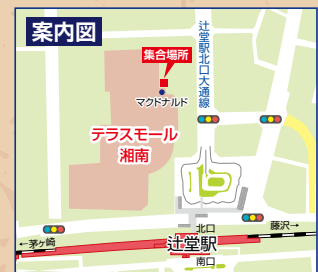 案内図
集合場所
マクドナルド
辻堂駅北口大通線
テラスモール
湘南
北口
藤沢→
←茅ヶ崎
辻堂駅
南口